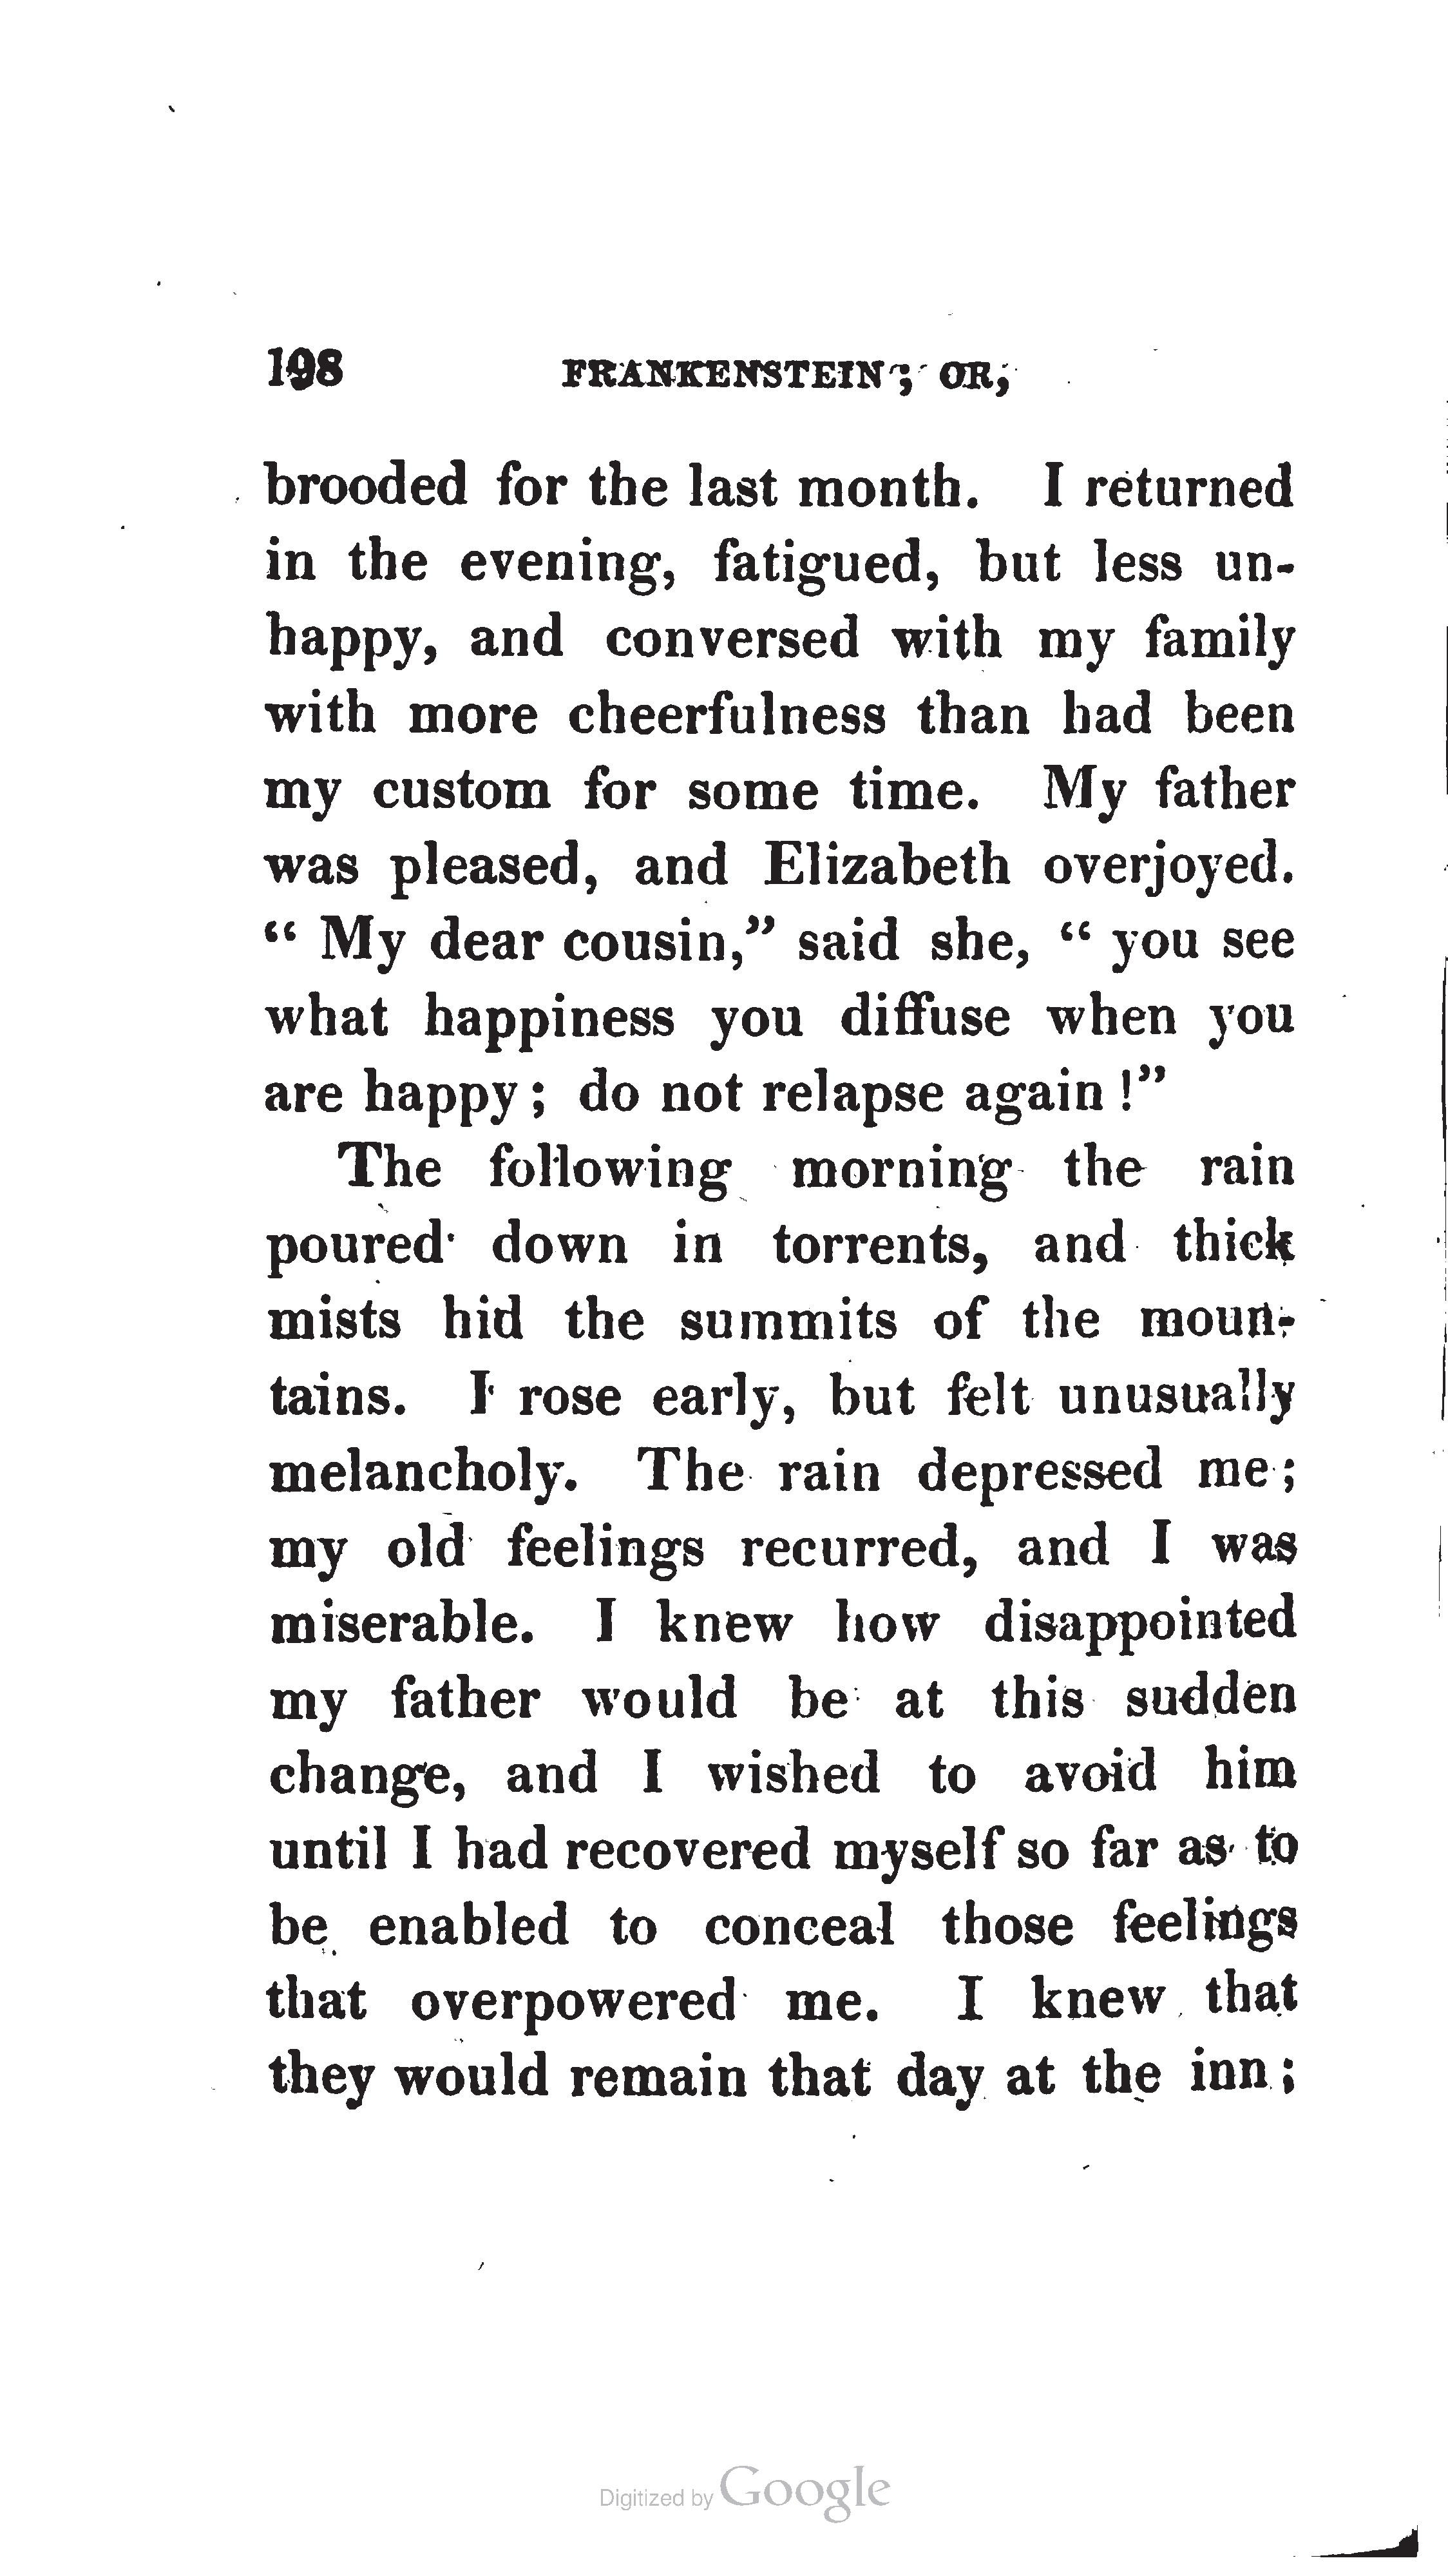 198 FRANKENSTEIN; OR,
brooded for the last month. I returned
in the evening, fatigued, but less un-
happy, and conversed with my family
with more cheerfulness than had been
my custom for some time. My father
was pleased, and Elizabeth overjoyed.
“ My dear cousin,” said she, “ you see
what happiness you diffuse when you
are happy ; do not relapse again !”
The following morning the rain
poured down in torrents, and thick
mists hid the summits of the moun-
tains. I rose early, but felt unusually
melancholy. The rain depressed me ;
my old feelings recurred, and I was
miserable. I knew how disappointed
my father would be at this sudden
change, and I wished to avoid him
until I had recovered myself so far as to
be enabled to conceal those feelings
that overpowered me. I knew that
they would remain that day at the inn ;
Digitized by Google